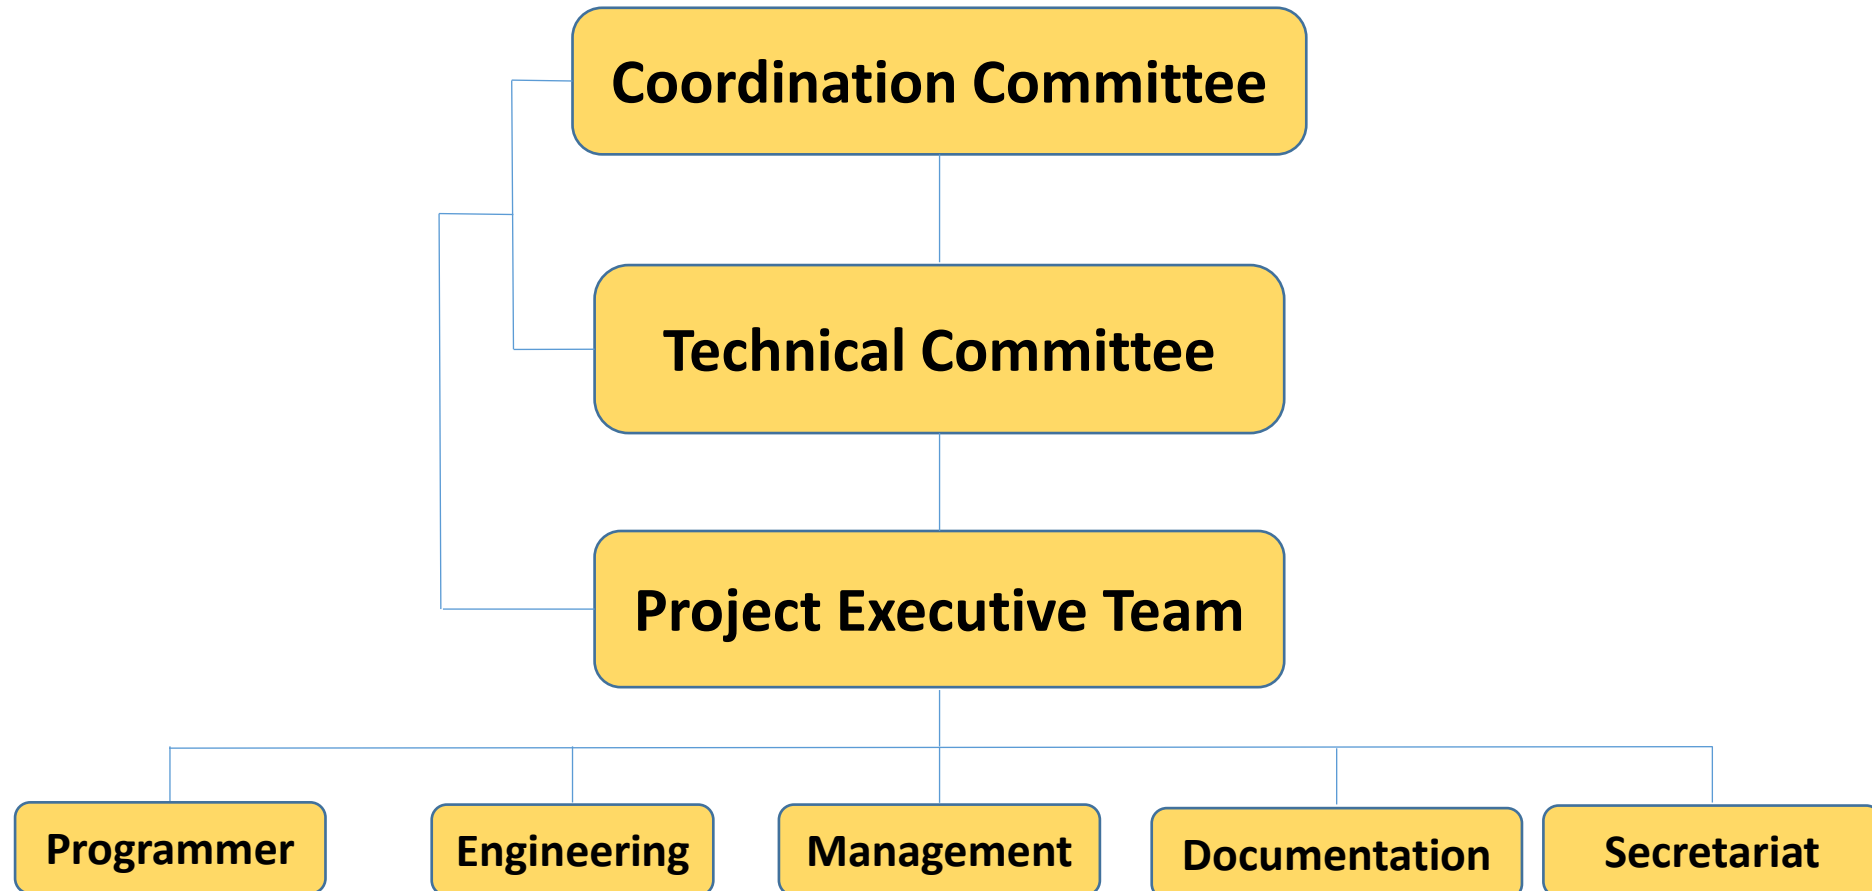 Coordination Committee
Technical Committee
Project Executive Team
Programmer
Engineering
Management
Documentation
Secretariat